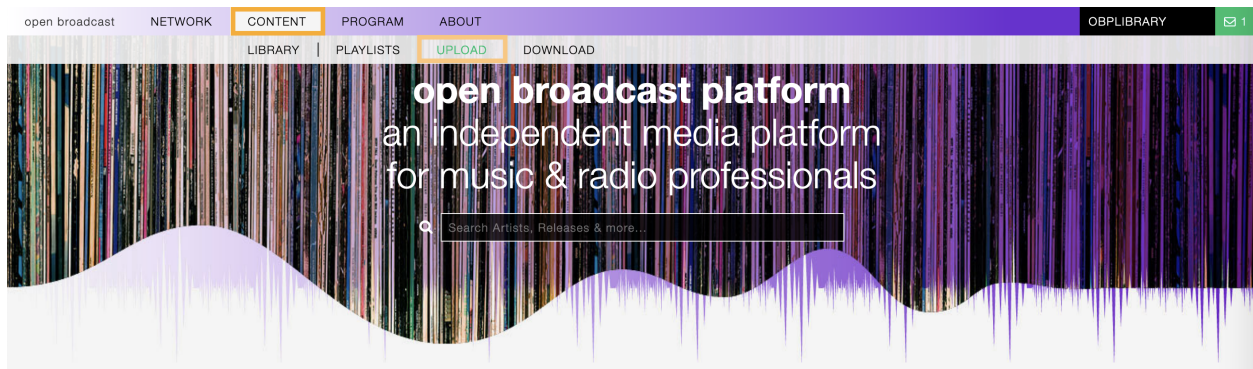 open broadcast NETWORK CONTENT PROGRAM ABOUT OBPLIBRARY 1
LIBRARY | PLAYLISTS UPLOAD DOWNLOAD
open broadcast platform
an independent media platform
for music & radio professionals
Search Artists, Releases & more...